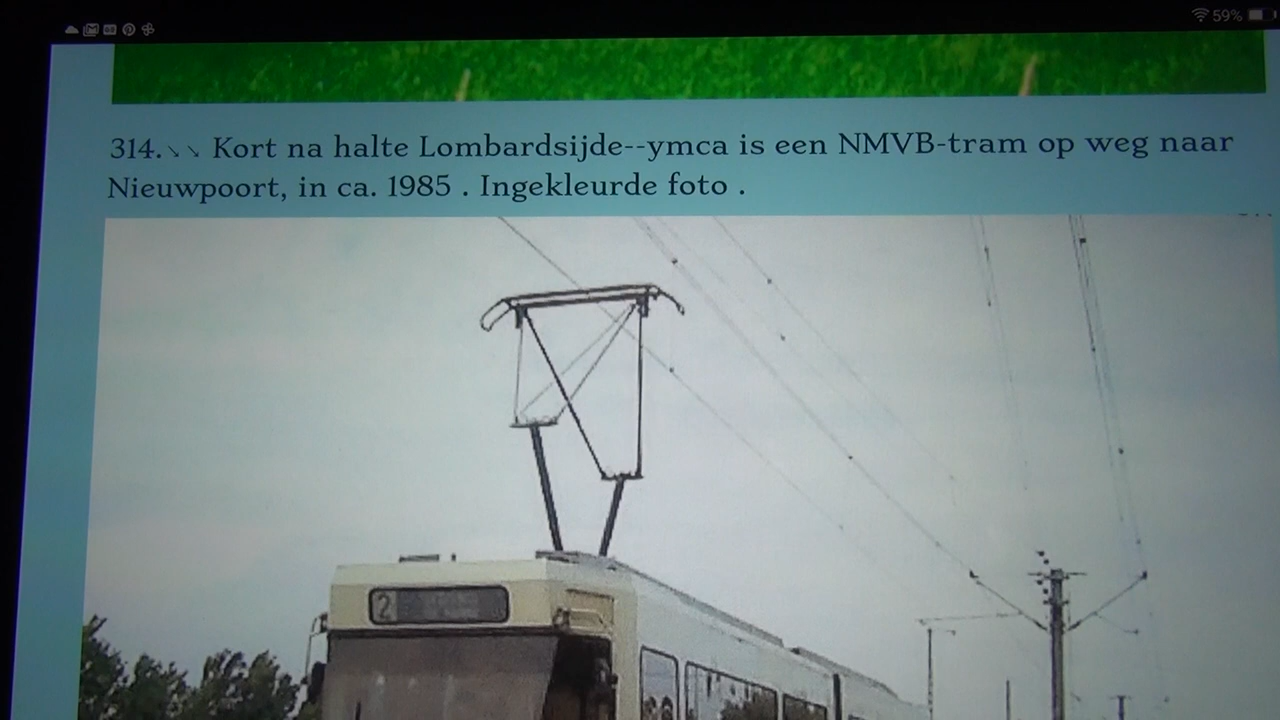 59%
314.↘↘ Kort na halte Lombardsijde--ymca is een NMVB-tram op weg naar
Nieuwpoort, in ca. 1985 . Ingekleurde foto .
2